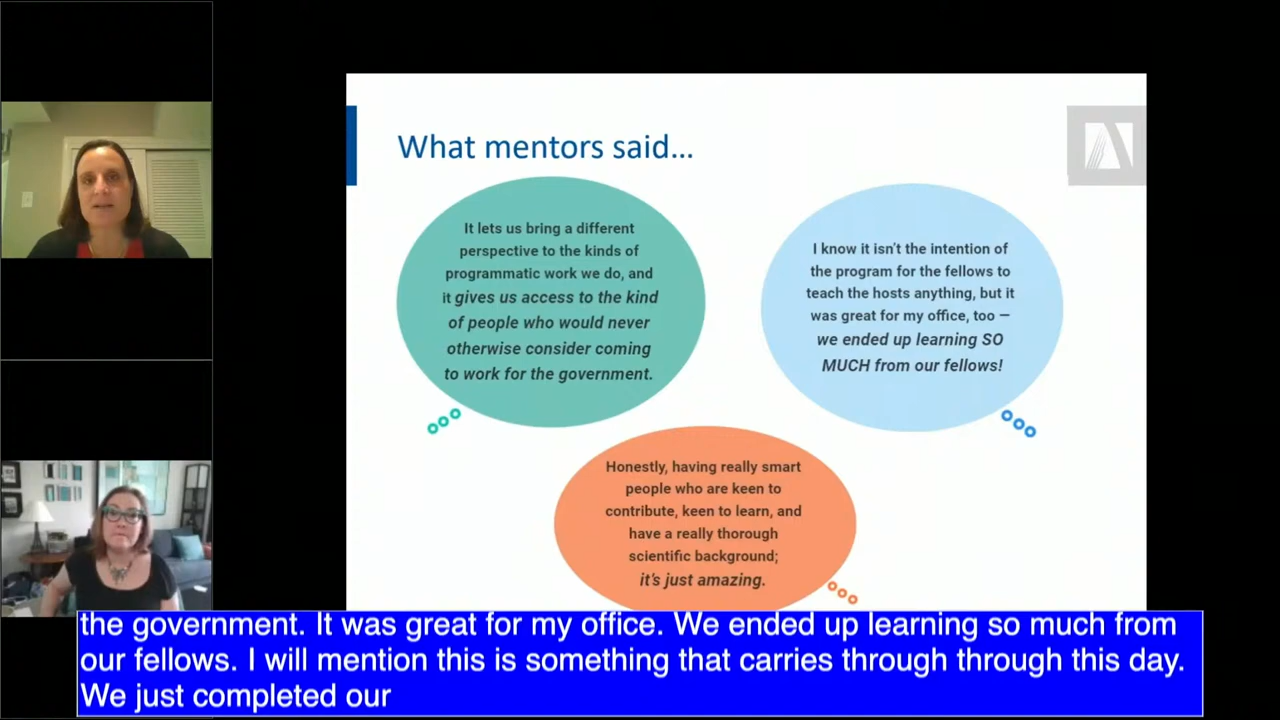 What mentors said...
It lets us bring a different
perspective to the kinds of
programmatic work we do, and
it gives us access to the kind
of people who would never
otherwise consider coming
to work for the government.
I know it isn't the intention of
the program for the fellows to
teach the hosts anything, but it
was great for my office, too —
we ended up learning SO
MUCH from our fellows!
Honestly, having really smart
people who are keen to
contribute, keen to learn, and
have a really thorough
scientific background;
it's just amazing.
the government. It was great for my office. We ended up learning so much from
our fellows. I will mention this is something that carries through through this day.
We just completed our